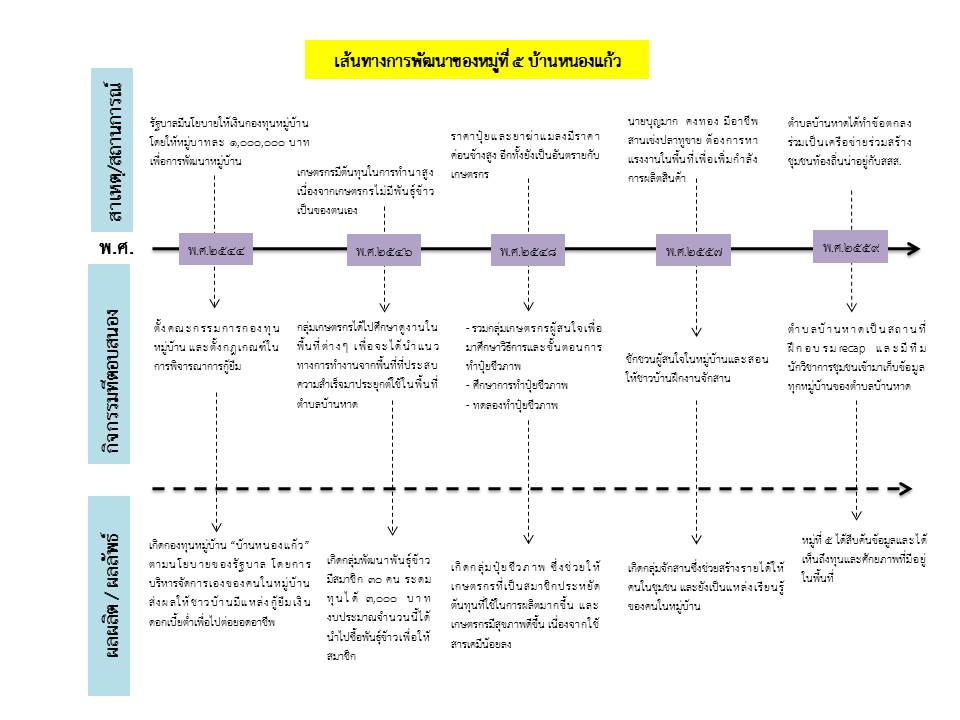 เส้นทางการพัฒนาของหมู่ที่ ๕ บ้านหนองแก้ว
สาเหตุ/สถานการณ์
รัฐบาลมีนโยบายให้เงินกองทุนหมู่บ้าน
โดยให้หมู่บาทละ ๑,๐๐๐,๐๐๐ บาท
เพื่อการพัฒนาหมู่บ้าน
เกษตรกรมีต้นทุนในการทำนาสูง
เนื่องจากเกษตรกรไม่มีพันธุ์ข้าว
เป็นของตนเอง
ราคาปุ๋ยและยาฆ่าแมลงมีราคา
ค่อนข้างสูง อีกทั้งยังเป็นอันตรายกับ
เกษตรกร
นายบุญมาก คงทอง มีอาชีพ
สานเข่งปลาทูขาย ต้องการหา
แรงงานในพื้นที่เพื่อเพิ่มกำลัง
การผลิตสินค้า
ตำบลบ้านหาดได้ทำข้อตกลง
ร่วมเป็นเครือข่ายร่วมสร้าง
ชุมชนท้องถิ่นน่าอยู่กับสสส.
พ.ศ.
พ.ศ.๒๕๔๔
พ.ศ.๒๕๔๖
พ.ศ.๒๕๔๘
พ.ศ.๒๕๕๗
พ.ศ.๒๕๕๙
กิจกรรมที่ตอบสนอง
ตั้งคณะกรรมการกองทุน
หมู่บ้าน และตั้งกฎเกณฑ์ใน
การพิจารณาการกู้ยืม
กลุ่มเกษตรกรได้ไปศึกษาดูงานใน
พื้นที่ต่างๆ เพื่อจะได้นำแนว
ทางการทำงานจากพื้นที่ที่ประสบ
ความสำเร็จมาประยุกต์ใช้ในพื้นที่
ตำบลบ้านหาด
- รวมกลุ่มเกษตรกรผู้สนใจเพื่อ
มาศึกษาวิธีการและขั้นตอนการ
ทำปุ๋ยชีวภาพ
- ศึกษาการทำปุ๋ยชีวภาพ
- ทดลองทำปุ๋ยชีวภาพ
ชักชวนผู้สนใจในหมู่บ้านและสอน
ให้ชาวบ้านฝึกงานจักสาน
ตำบลบ้านหาดเป็นสถานที่
ฝึกอบรมrecap และมีทีม
นักวิชาการชุมชนเข้ามาเก็บข้อมูล
ทุกหมู่บ้านของตำบลบ้านหาด
ผลผลิต / ผลลัพธ์
เกิดกองทุนหมู่บ้าน “บ้านหนองแก้ว”
ตามนโยบายของรัฐบาล โดยการ
บริหารจัดการเองของคนในหมู่บ้าน
ส่งผลให้ชาวบ้านมีแหล่งกู้ยืมเงิน
ดอกเบี้ยต่ำเพื่อไปต่อยอดอาชีพ
เกิดกลุ่มพัฒนาพันธุ์ข้าว
มีสมาชิก ๓๐ คน ระดม
ทุนได้ ๓,๐๐๐ บาท
งบประมาณจำนวนนี้ได้
นำไปซื้อพันธุ์ข้าวเพื่อให้
สมาชิก
เกิดกลุ่มปุ๋ยชีวภาพ ซึ่งช่วยให้
เกษตรกรที่เป็นสมาชิกประหยัด
ต้นทุนที่ใช้ในการผลิตมากขึ้น และ
เกษตรกรมีสุขภาพดีขึ้น เนื่องจากใช้
สารเคมีน้อยลง
เกิดกลุ่มจักสานซึ่งช่วยสร้างรายได้ให้
คนในชุมชน และยังเป็นแหล่งเรียนรู้
ของคนในหมู่บ้าน
หมู่ที่ ๕ ได้สืบค้นข้อมูลและได้
เห็นถึงทุนและศักยภาพที่มีอยู่
ในพื้นที่